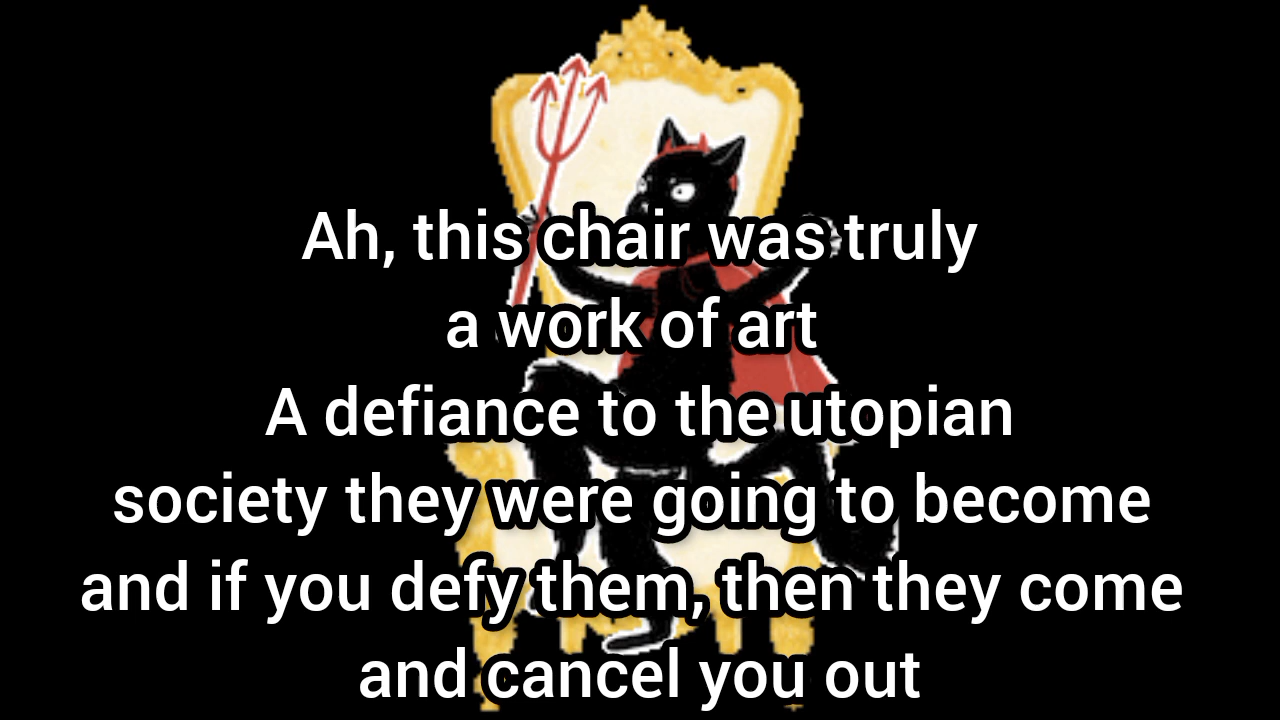 Ah, this chair was truly
a work of art
A defiance to the utopian
society they were going to become
and if you defy them, then they come
and cancel you out